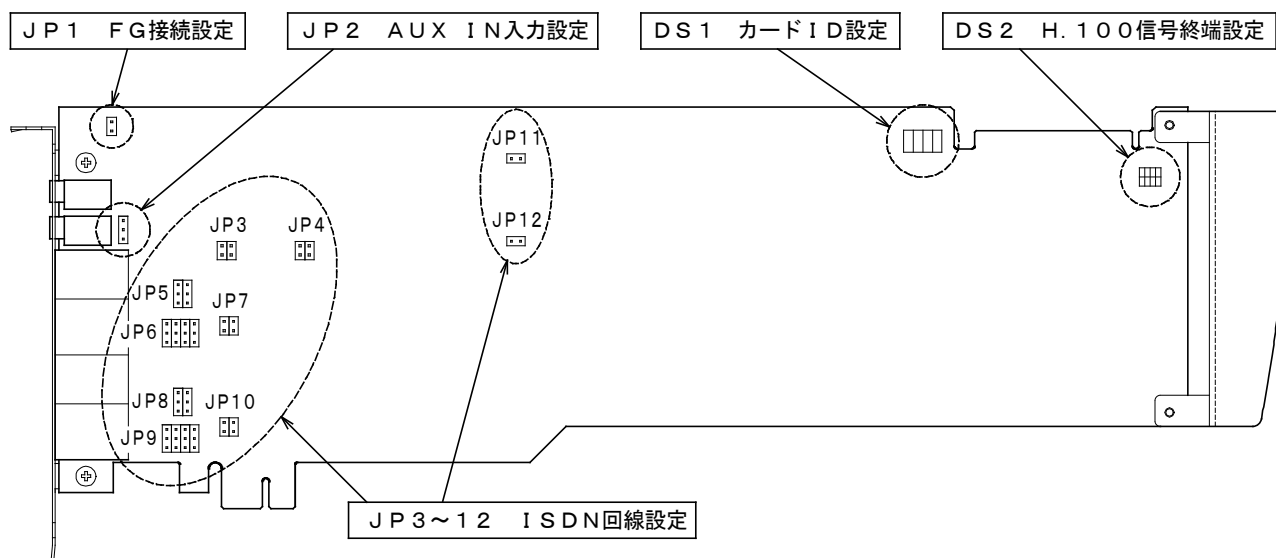 JP1 FG接続設定
JP2 AUX IN入力設定
DS1 カードID設定
DS2 H.100信号終端設定
JP11
JP12
JP3
JP4
JP5
JP7
JP6
JP8
JP10
JP9
JP3~12 ISDN回線設定